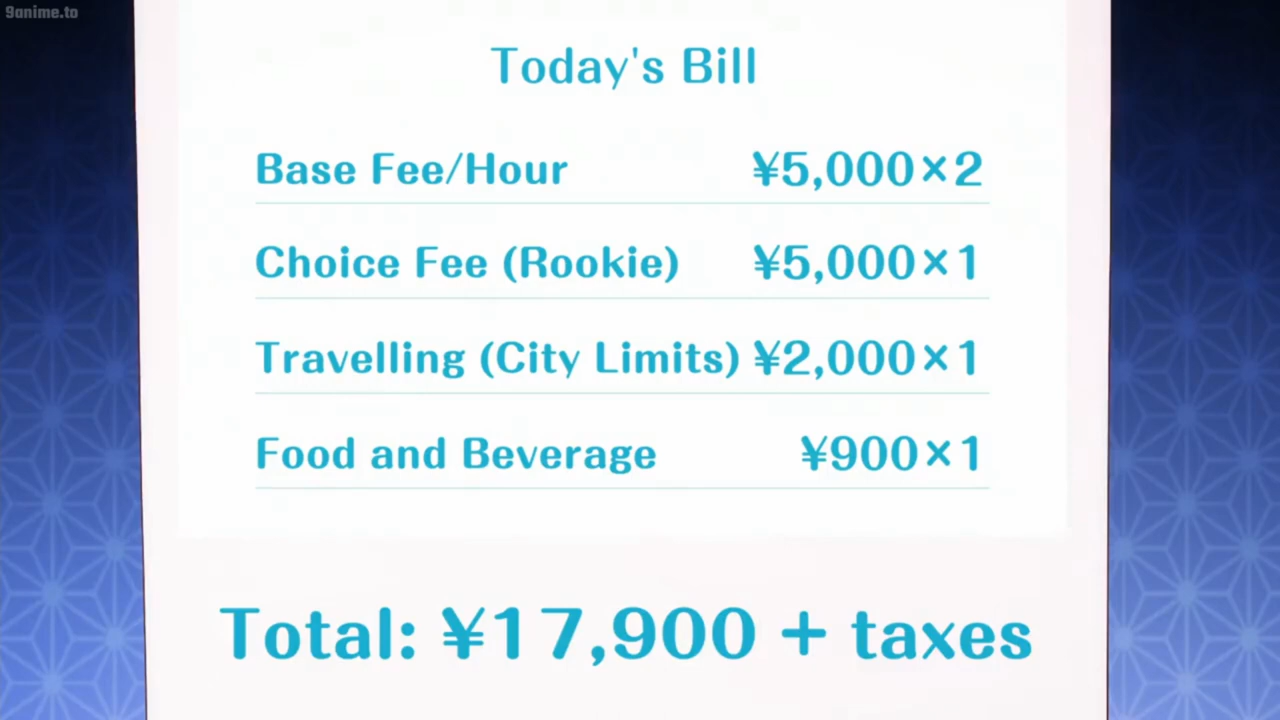 9anime.to
Today's Bill
Base Fee/Hour ¥5,000×2
Choice Fee (Rookie) ¥5,000×1
Travelling (City Limits) ¥2,000×1
Food and Beverage ¥900×1
Total: ¥17,900 + taxes